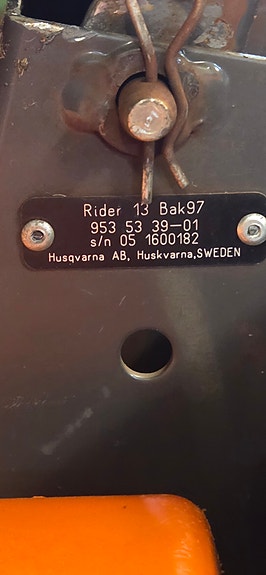 Rider 13 Bak97
953 53 39-01
s/n 05 1600182
Husqvarna AB, Huskvarna,SWEDEN